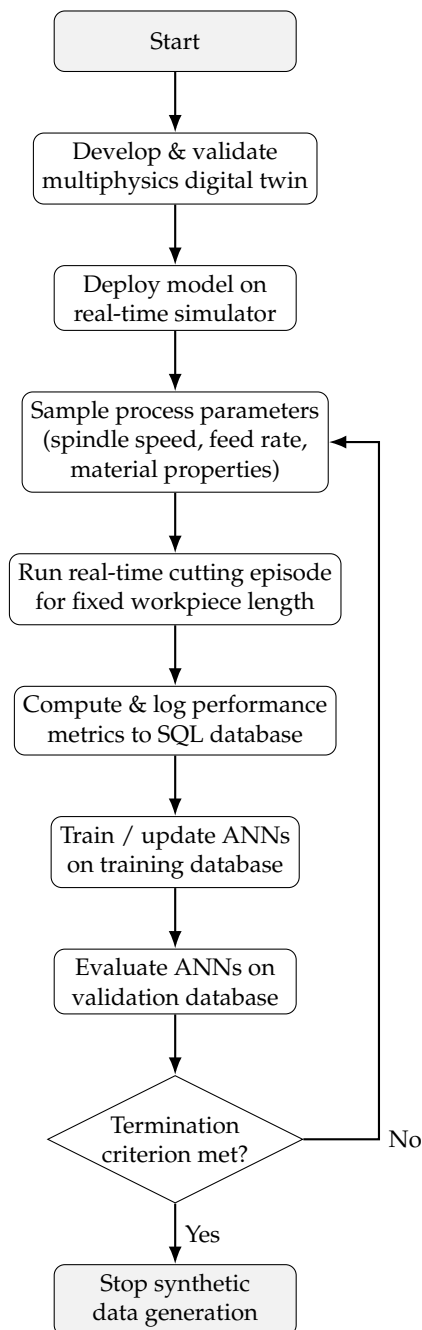 Start
Develop & validate
multiphysics digital twin
Deploy model on
real-time simulator
Sample process parameters
(spindle speed, feed rate,
material properties)
Run real-time cutting episode
for fixed workpiece length
Compute & log performance
metrics to SQL database
Train / update ANNs
on training database
Evaluate ANNs on
validation database
Termination
criterion met?
No
Yes
Stop synthetic
data generation